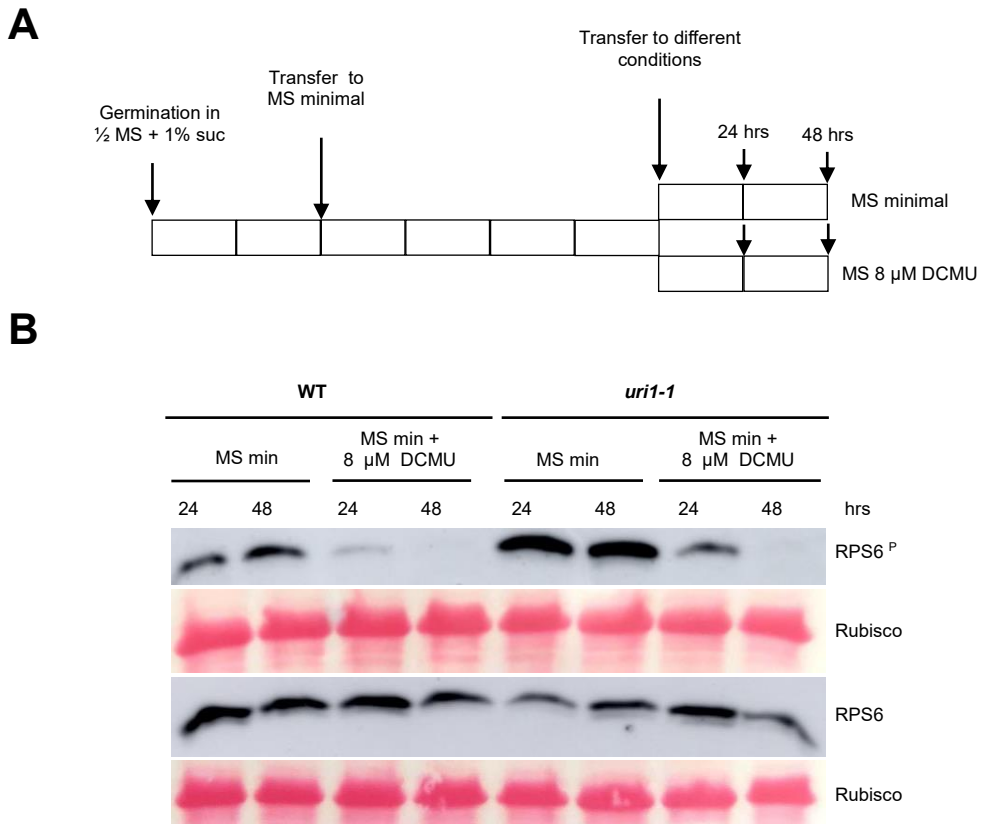 A
Transfer to different
conditions
Transfer to
MS minimal
Germination in
½ MS + 1% suc
24 hrs
48 hrs
MS minimal
MS 8 µM DCMU
B
WT
uri1-1
MS min
MS min +
8 µM DCMU
MS min
MS min +
8 µM DCMU
24 48 24 48 24 48 24 48 hrs
RPS6 P
Rubisco
RPS6
Rubisco